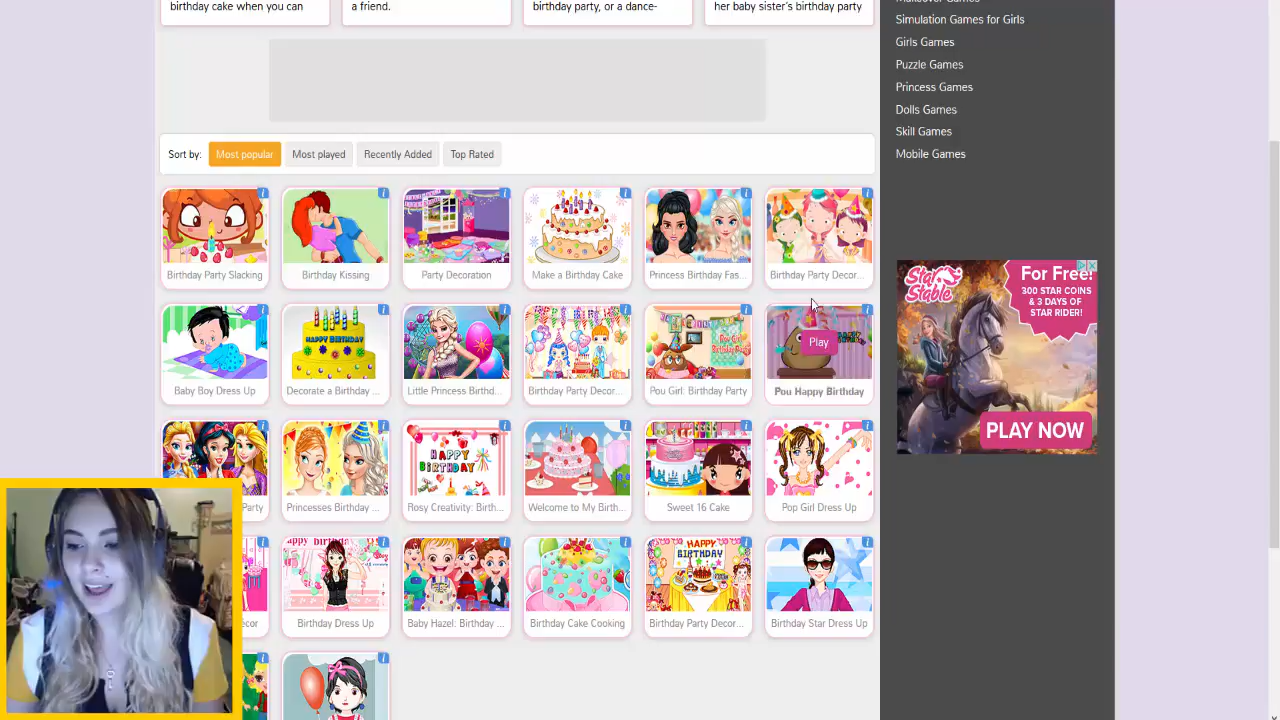 birthday cake when you can
a friend.
birthday party, or a dance-
her baby sister's birthday party
Simulation Games for Girls
Girls Games
Puzzle Games
Princess Games
Dolls Games
Skill Games
Mobile Games
Sort by:
Most popular
Most played
Recently Added
Top Rated
Birthday Party Slacking
Birthday Kissing
Party Decoration
Make a Birthday Cake
Princess Birthday Fas...
Birthday Party Decor...
HAPPY BIRTHDAY
Play
Baby Boy Dress Up
Decorate a Birthday ...
Little Princess Birthd...
Birthday Party Decor...
Pou Girl: Birthday Party
Pou Happy Birthday
HAPPY
BIRTHDAY
Party
Princesses Birthday ...
Rosy Creativity: Birth...
Welcome to My Birth...
Sweet 16 Cake
Pop Girl Dress Up
HAPPY
BIRTHDAY
ecor
Birthday Dress Up
Baby Hazel: Birthday ...
Birthday Cake Cooking
Birthday Party Decor...
Birthday Star Dress Up
Star
Stable
For Free!
300 STAR COINS
& 3 DAYS OF
STAR RIDER!
PLAY NOW